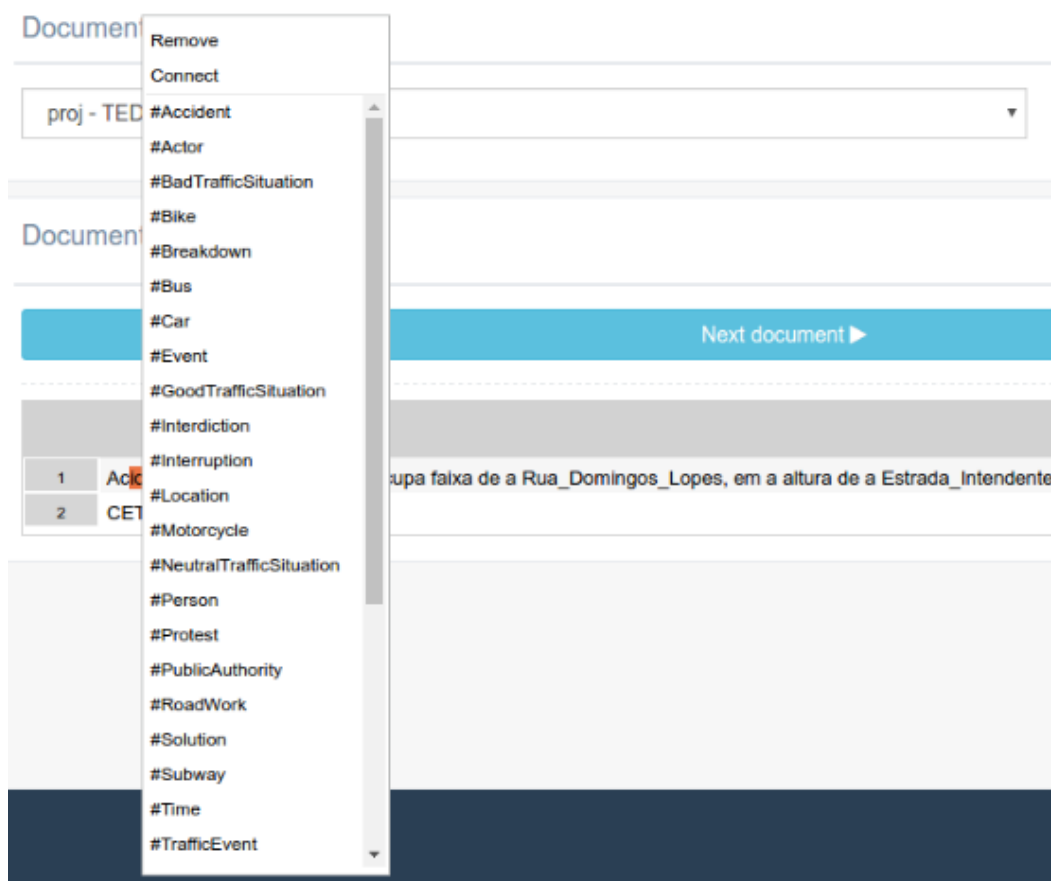 Document
Remove
Connect
proj - TED
#Accident
#Actor
#BadTrafficSituation
#Bike
Document
#Breakdown
#Bus
#Car
Next document
#Event
#GoodTrafficSituation
#Interdiction
#Interruption
1 Acid cupa faixa de a Rua_Domingos_Lopes, em a altura de a Estrada_Intendente
#Location
2 CET
#Motorcycle
#NeutralTrafficSituation
#Person
#Protest
#PublicAuthority
#RoadWork
#Solution
#Subway
#Time
#TrafficEvent